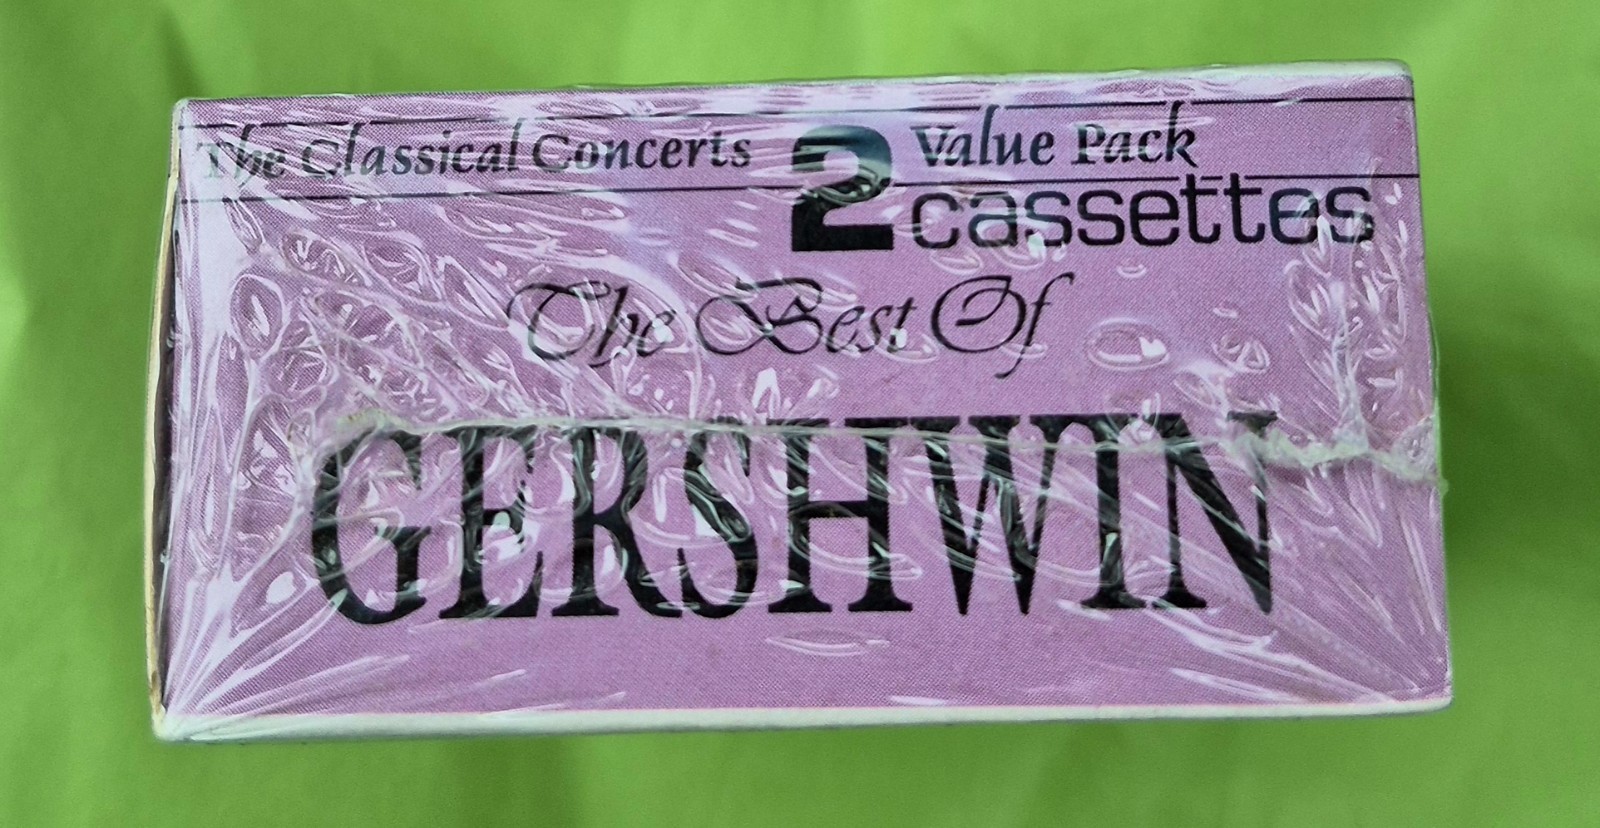 The Classical Concerts 2 Value Pack
cassettes
The Best Of
GERSHWIN